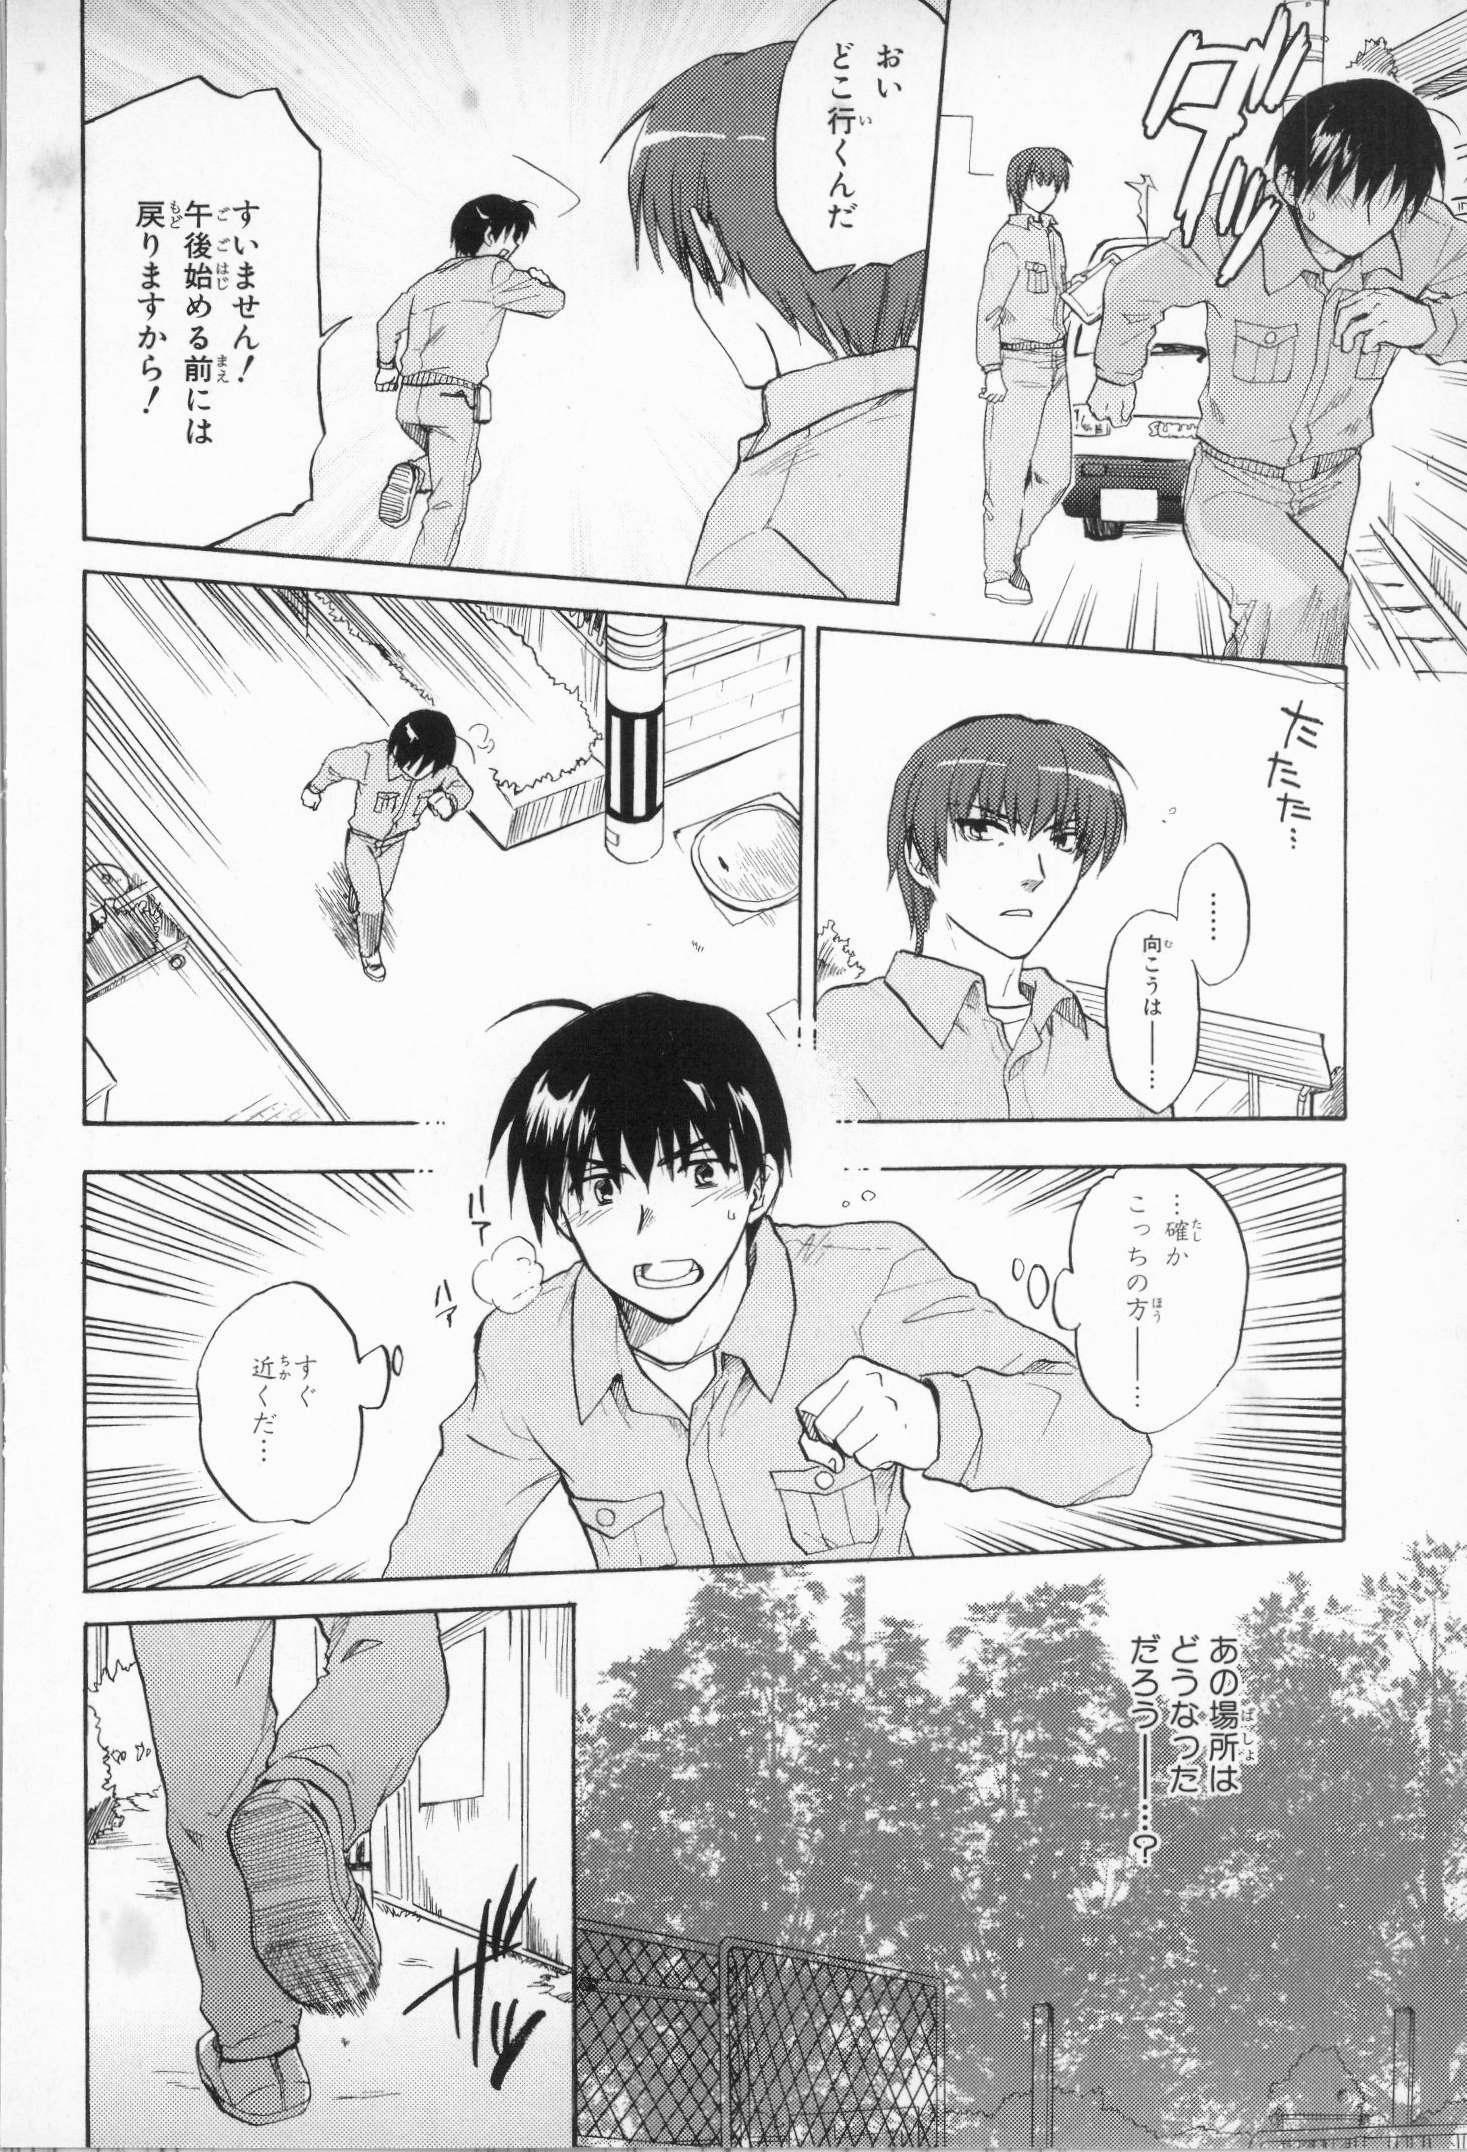 ダッ
おい
どこ行くんだ
すいません！
午後始める前には
戻りますから！
たたた…
……
向こうは――…
…確か
こっちの方――…
ハァ
ハァ
すぐ
近くだ…
あの場所は
どうなった
だろう――…？
ザッ